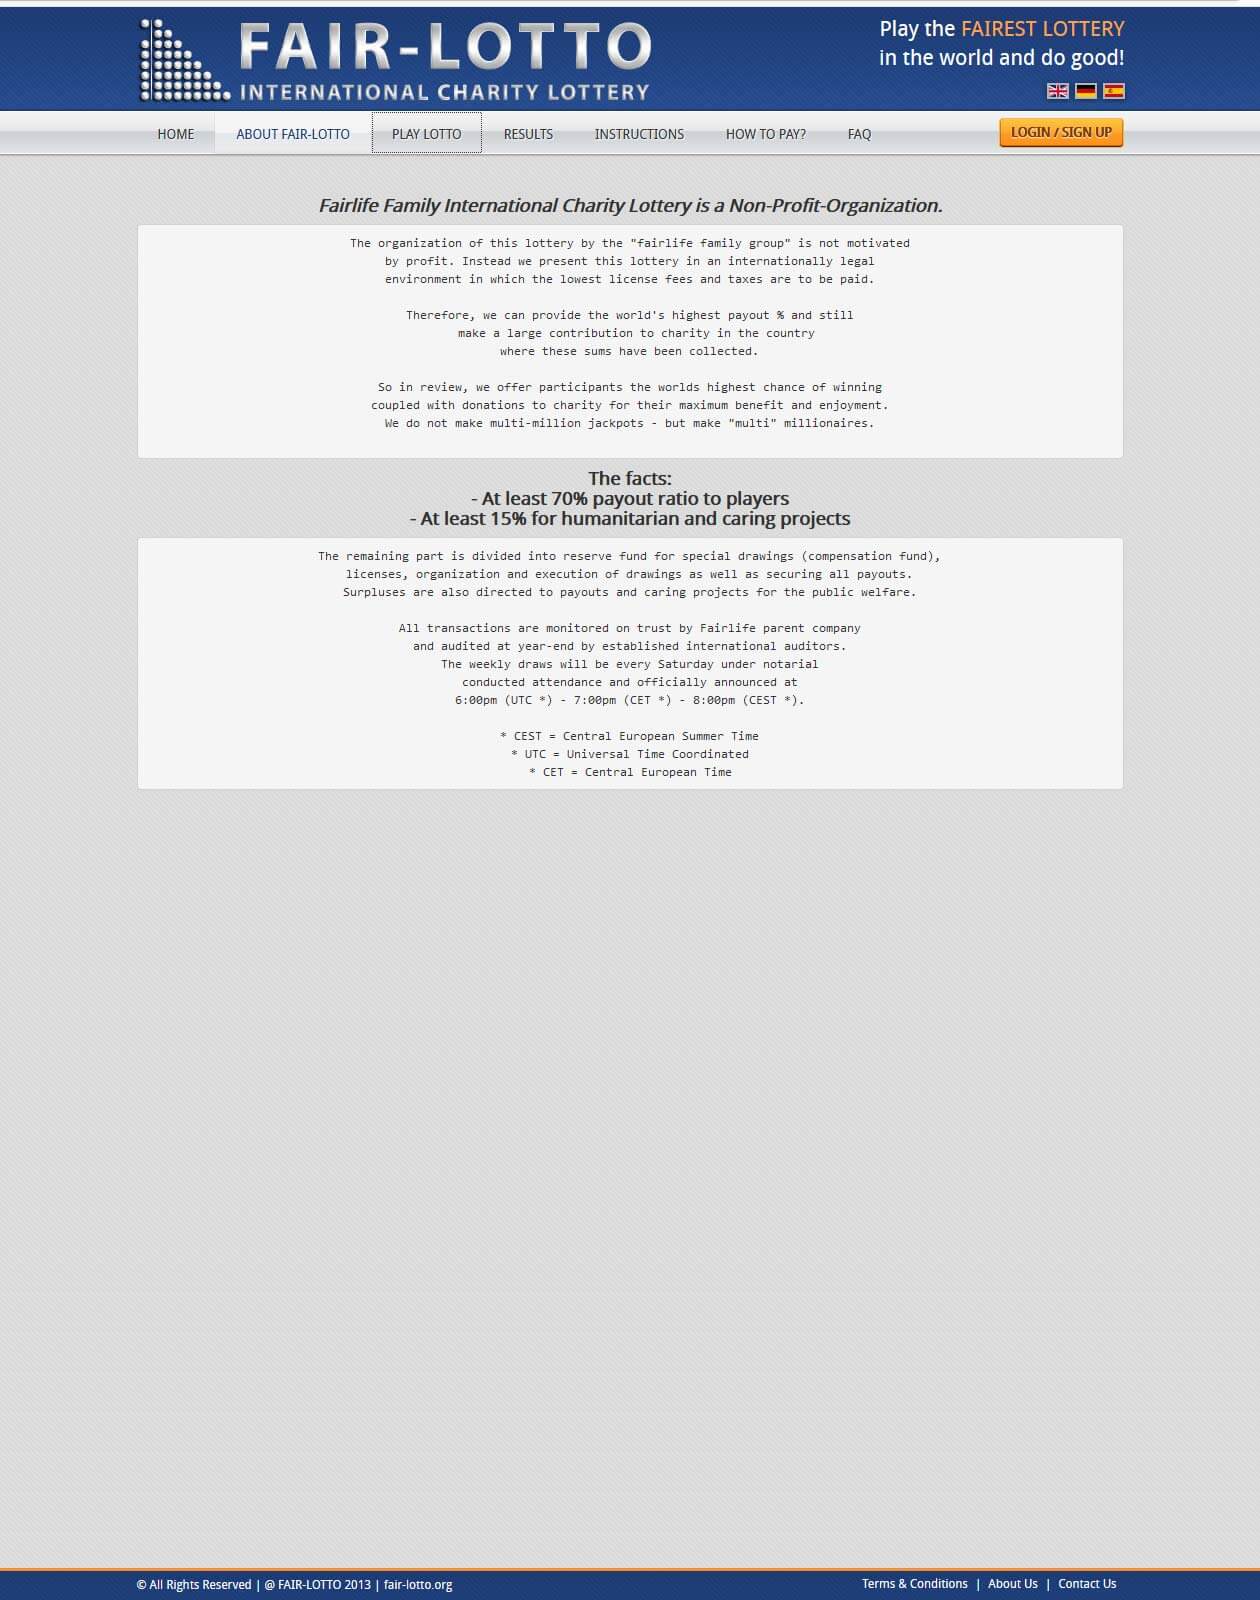 FAIR-LOTTO
INTERNATIONAL CHARITY LOTTERY
Play the FAIREST LOTTERY
in the world and do good!
HOME
ABOUT FAIR-LOTTO
PLAY LOTTO
RESULTS
INSTRUCTIONS
HOW TO PAY?
FAQ
LOGIN / SIGN UP
Fairlife Family International Charity Lottery is a Non-Profit-Organization.
The organization of this lottery by the "fairlife family group" is not motivated
by profit. Instead we present this lottery in an internationally legal
environment in which the lowest license fees and taxes are to be paid.
Therefore, we can provide the world's highest payout % and still
make a large contribution to charity in the country
where these sums have been collected.
So in review, we offer participants the worlds highest chance of winning
coupled with donations to charity for their maximum benefit and enjoyment.
We do not make multi-million jackpots - but make "multi" millionaires.
The facts:
- At least 70% payout ratio to players
- At least 15% for humanitarian and caring projects
The remaining part is divided into reserve fund for special drawings (compensation fund),
licenses, organization and execution of drawings as well as securing all payouts.
Surpluses are also directed to payouts and caring projects for the public welfare.
All transactions are monitored on trust by Fairlife parent company
and audited at year-end by established international auditors.
The weekly draws will be every Saturday under notarial
conducted attendance and officially announced at
6:00pm (UTC *) - 7:00pm (CET *) - 8:00pm (CEST *).
* CEST = Central European Summer Time
* UTC = Universal Time Coordinated
* CET = Central European Time
© All Rights Reserved | @ FAIR-LOTTO 2013 | fair-lotto.org
Terms & Conditions | About Us | Contact Us